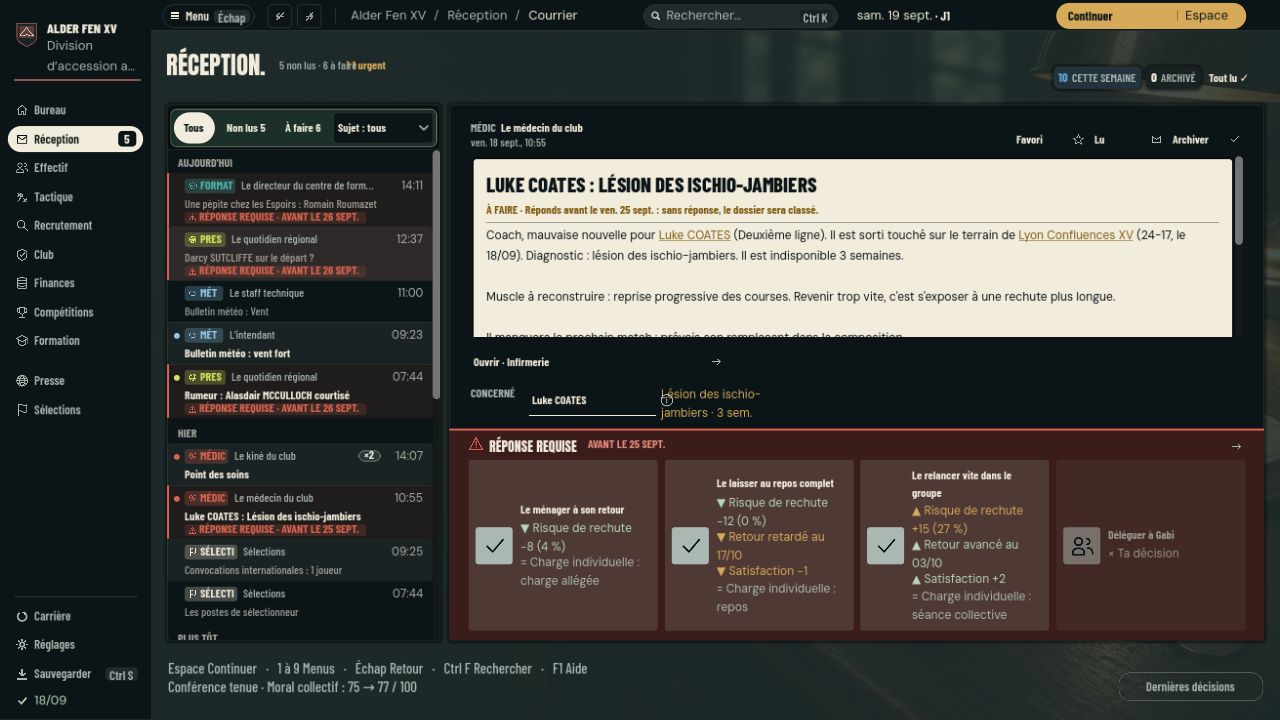 ALDER FEN XV
Division
d'accession a...
Menu Échap
Alder Fen XV / Réception / Courrier
Rechercher... Ctrl K
sam. 19 sept. · J1
Continuer Espace
Bureau
Réception 5
Effectif
Tactique
Recrutement
Club
Finances
Compétitions
Formation
Presse
Sélections
Carrière
Réglages
Sauvegarder Ctrl S
18/09
RÉCEPTION.
5 non lus · 6 à faire urgent
10 CETTE SEMAINE 0 ARCHIVÉ Tout lu ✓
Tous Non lus 5 À faire 6 Sujet : tous
AUJOURD'HUI
FORMAT Le directeur du centre de form... 14:11
Une pépite chez les Espoirs : Romain Roumazet
RÉPONSE REQUISE · AVANT LE 26 SEPT.
PRES Le quotidien régional 12:37
Darcy SUTCLIFFE sur le départ ?
RÉPONSE REQUISE · AVANT LE 26 SEPT.
MÉT Le staff technique 11:00
Bulletin météo : Vent
MÉT L'intendant 09:23
Bulletin météo : vent fort
PRES Le quotidien régional 07:44
Rumeur : Alasdair MCCULLOCH courtisé
RÉPONSE REQUISE · AVANT LE 26 SEPT.
HIER
MÉDIC Le kiné du club ×2 14:07
Point des soins
MÉDIC Le médecin du club 10:55
Luke COATES : Lésion des ischio-jambiers
RÉPONSE REQUISE · AVANT LE 25 SEPT.
SÉLECTI Sélections 09:25
Convocations internationales : 1 joueur
SÉLECTI Sélections 07:44
Les postes de sélectionneur
PLUS TÔT
MÉDIC Le médecin du club
ven. 18 sept., 10:55
Favori Lu Archiver
LUKE COATES : LÉSION DES ISCHIO-JAMBIERS
À FAIRE · Réponds avant le ven. 25 sept. : sans réponse, le dossier sera classé.
Coach, mauvaise nouvelle pour Luke COATES (Deuxième ligne). Il est sorti touché sur le terrain de Lyon Confluences XV (24-17, le
18/09). Diagnostic : lésion des ischio-jambiers. Il est indisponible 3 semaines.
Muscle à reconstruire : reprise progressive des courses. Revenir trop vite, c'est s'exposer à une rechute plus longue.
Il manquera le prochain match : prévois son remplaçant dans la composition.
Ouvrir · Infirmerie →
CONCERNÉ Luke COATES
Lésion des ischio-
jambiers · 3 sem.
RÉPONSE REQUISE AVANT LE 25 SEPT. →
Le ménager à son retour
▼ Risque de rechute
-8 (4 %)
= Charge individuelle :
charge allégée
Le laisser au repos complet
▼ Risque de rechute
-12 (0 %)
▼ Retour retardé au
17/10
▼ Satisfaction -1
= Charge individuelle :
repos
Le relancer vite dans le
groupe
▲ Risque de rechute
+15 (27 %)
▲ Retour avancé au
03/10
▲ Satisfaction +2
= Charge individuelle :
séance collective
Déléguer à Gabi
× Ta décision
Espace Continuer · 1 à 9 Menus · Échap Retour · Ctrl F Rechercher · F1 Aide
Conférence tenue · Moral collectif : 75 → 77 / 100
Dernières décisions